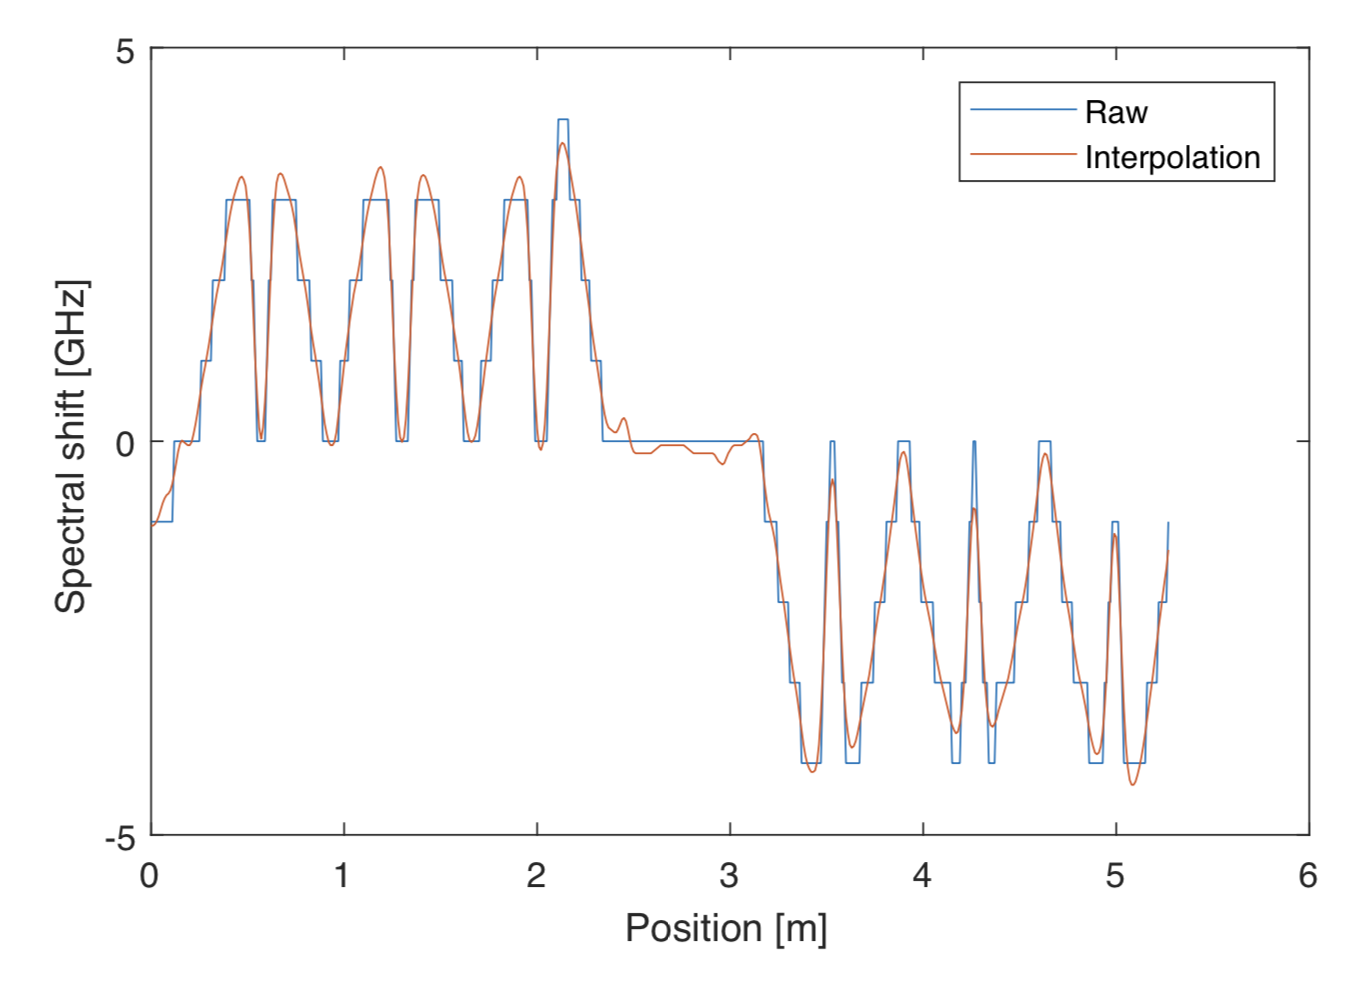 5
Raw
Interpolation
Spectral shift [GHz]
0
-5
0 1 2 3 4 5 6
Position [m]